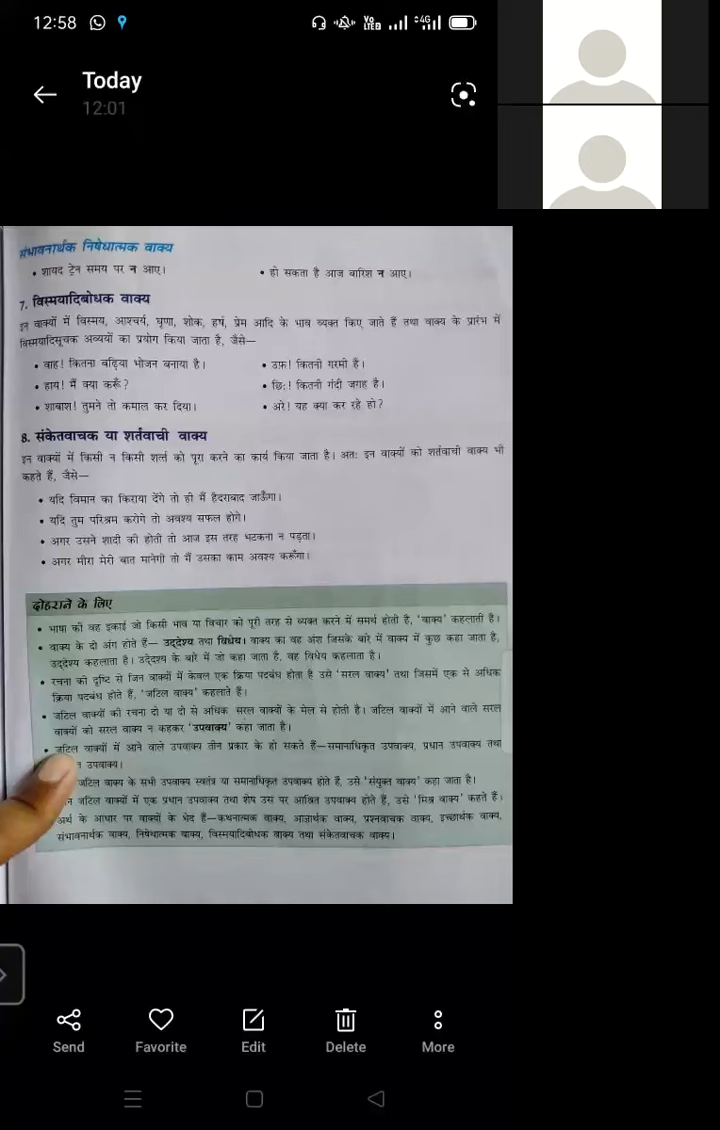 12:58
Vo LTE 2 4G
Today
12:01
संभावनार्थक निषेधात्मक वाक्य
• शायद ट्रेन समय पर न आए।
• हो सकता है आज बारिश न आए।
7. विस्मयादिबोधक वाक्य
इन वाक्यों में विस्मय, आश्चर्य, घृणा, शोक, हर्ष, प्रेम आदि के भाव व्यक्त किए जाते हैं तथा वाक्य के प्रारंभ में
विस्मयादिसूचक अव्ययों का प्रयोग किया जाता है, जैसे—
• वाह! कितना बढ़िया भोजन बनाया है।
• उफ़! कितनी गरमी है।
• हाय! मैं क्या करूँ?
• छिः! कितनी गंदी जगह है।
• शाबाश! तुमने तो कमाल कर दिया।
• अरे! यह क्या कर रहे हो?
8. संकेतवाचक या शर्तवाची वाक्य
इन वाक्यों में किसी न किसी शर्त को पूरा करने का कार्य किया जाता है। अतः इन वाक्यों को शर्तवाची वाक्य भी
कहते हैं, जैसे—
• यदि विमान का किराया देंगे तो ही मैं हैदराबाद जाऊँगा।
• यदि तुम परिश्रम करोगे तो अवश्य सफल होगे।
• अगर उसने शादी की होती तो आज इस तरह भटकना न पड़ता।
• अगर मीरा मेरी बात मानेगी तो मैं उसका काम अवश्य करूँगा।
दोहराने के लिए
• भाषा की वह इकाई जो किसी भाव या विचार को पूरी तरह से व्यक्त करने में समर्थ होती है, 'वाक्य' कहलाती है।
• वाक्य के दो अंग होते हैं— उद्देश्य तथा विधेय। वाक्य का वह अंश जिसके बारे में वाक्य में कुछ कहा जाता है,
उद्देश्य कहलाता है। उद्देश्य के बारे में जो कहा जाता है, वह विधेय कहलाता है।
• रचना की दृष्टि से जिन वाक्यों में केवल एक क्रिया पदबंध होता है उसे 'सरल वाक्य' तथा जिसमें एक से अधिक
क्रिया पदबंध होते हैं, 'जटिल वाक्य' कहलाते हैं।
• जटिल वाक्यों की रचना दो या दो से अधिक सरल वाक्यों के मेल से होती है। जटिल वाक्यों में आने वाले सरल
वाक्यों को सरल वाक्य न कहकर 'उपवाक्य' कहा जाता है।
• जटिल वाक्यों में आने वाले उपवाक्य तीन प्रकार के हो सकते हैं—समानाधिकृत उपवाक्य, प्रधान उपवाक्य तथा
उपवाक्य।
जटिल वाक्य के सभी उपवाक्य स्वतंत्र या समानाधिकृत उपवाक्य होते हैं, उसे 'संयुक्त वाक्य' कहा जाता है।
जटिल वाक्यों में एक प्रधान उपवाक्य तथा शेष उस पर आश्रित उपवाक्य होते हैं, उसे 'मिश्र वाक्य' कहते हैं।
अर्थ के आधार पर वाक्यों के भेद हैं—कथनात्मक वाक्य, आज्ञार्थक वाक्य, प्रश्नवाचक वाक्य, इच्छार्थक वाक्य,
संभावनार्थक वाक्य, निषेधात्मक वाक्य, विस्मयादिबोधक वाक्य तथा संकेतवाचक वाक्य।
Send Favorite Edit Delete More